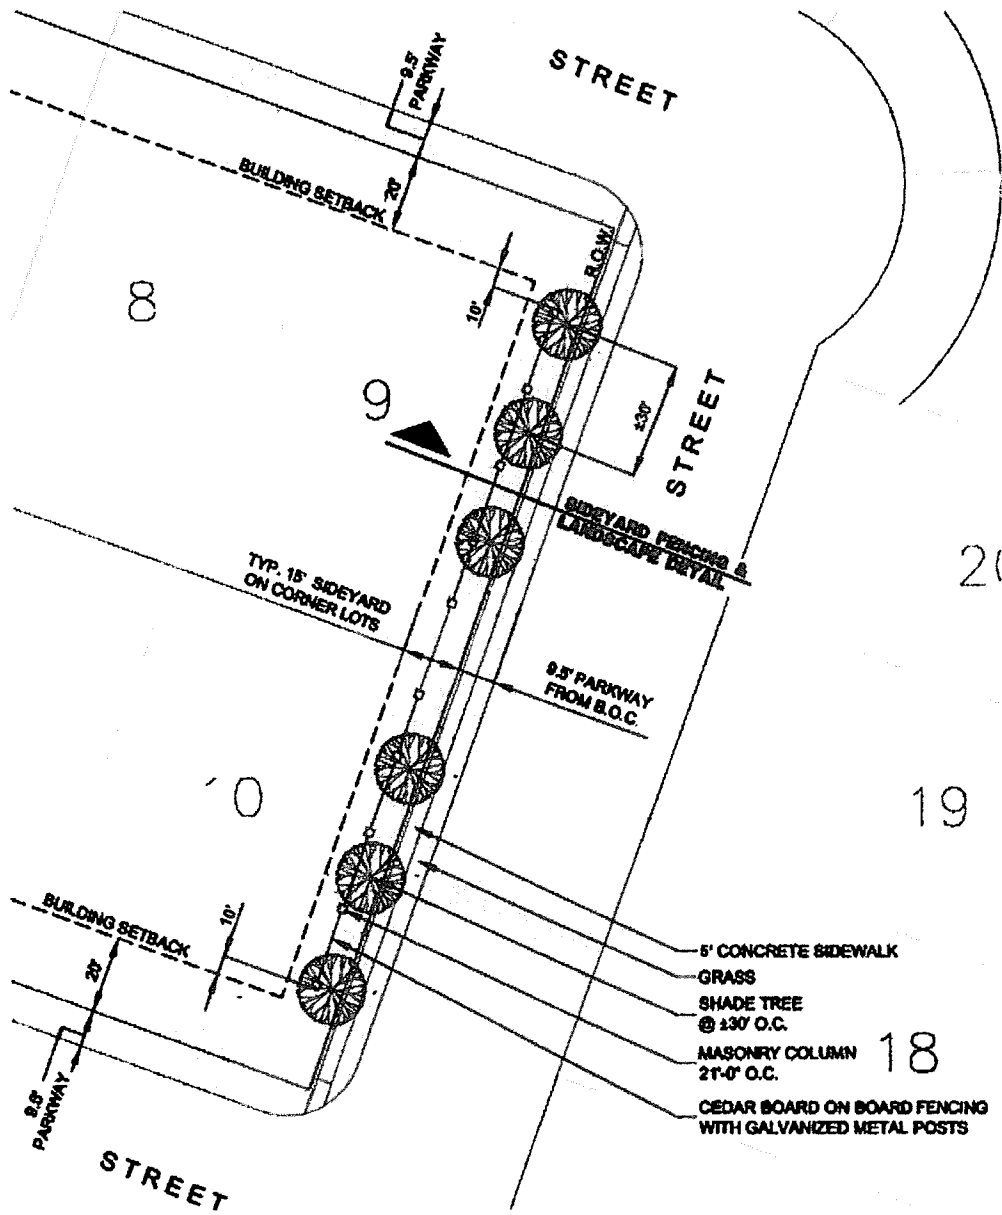 STREET
9.5'
PARKWAY
BUILDING SETBACK
20'
R.O.W.
8
10'
9
±30'
STREET
SIDEYARD FENCING &
LANDSCAPE DETAIL
TYP. 15' SIDEYARD
ON CORNER LOTS
9.5' PARKWAY
FROM B.O.C.
20
10
19
BUILDING SETBACK
10'
20'
5' CONCRETE SIDEWALK
GRASS
SHADE TREE
@ ±30' O.C.
MASONRY COLUMN
21'-0" O.C.
18
CEDAR BOARD ON BOARD FENCING
WITH GALVANIZED METAL POSTS
9.5'
PARKWAY
STREET